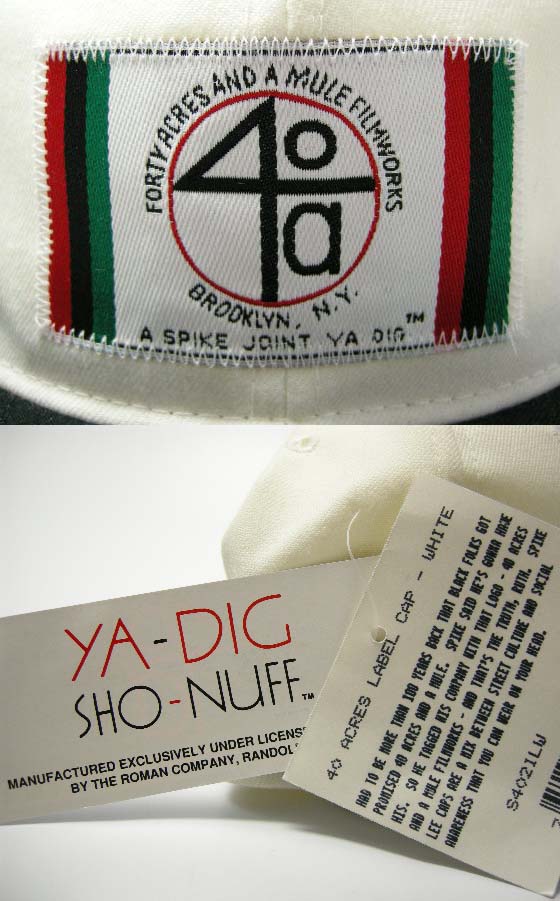 FORTY ACRES AND A MULE FILMWORKS
40
a
BROOKLYN, N.Y.
A SPIKE JOINT YA DIG™
YA-DIG
SHO-NUFF™
MANUFACTURED EXCLUSIVELY UNDER LICENSE
BY THE ROMAN COMPANY,
40 ACRES LABEL CAP - WHITE
HAD TO BE MORE THAN 100 YEARS BACK THAT BLACK FOLKS GOT
PROMISED 40 ACRES AND A MULE. SPIKE SAID HE'S GONNA HAVE
HIS. SO HE TAGGED HIS COMPANY WITH THAT LOGO - 40 ACRES
AND A MULE FILMWORKS - AND THAT'S THE TRUTH, RUTH. SPIKE
LEE CAPS ARE A MIX BETWEEN STREET CULTURE AND SOCIAL
AWARENESS THAT YOU CAN WEAR ON YOUR HEAD.
S4021LW
7